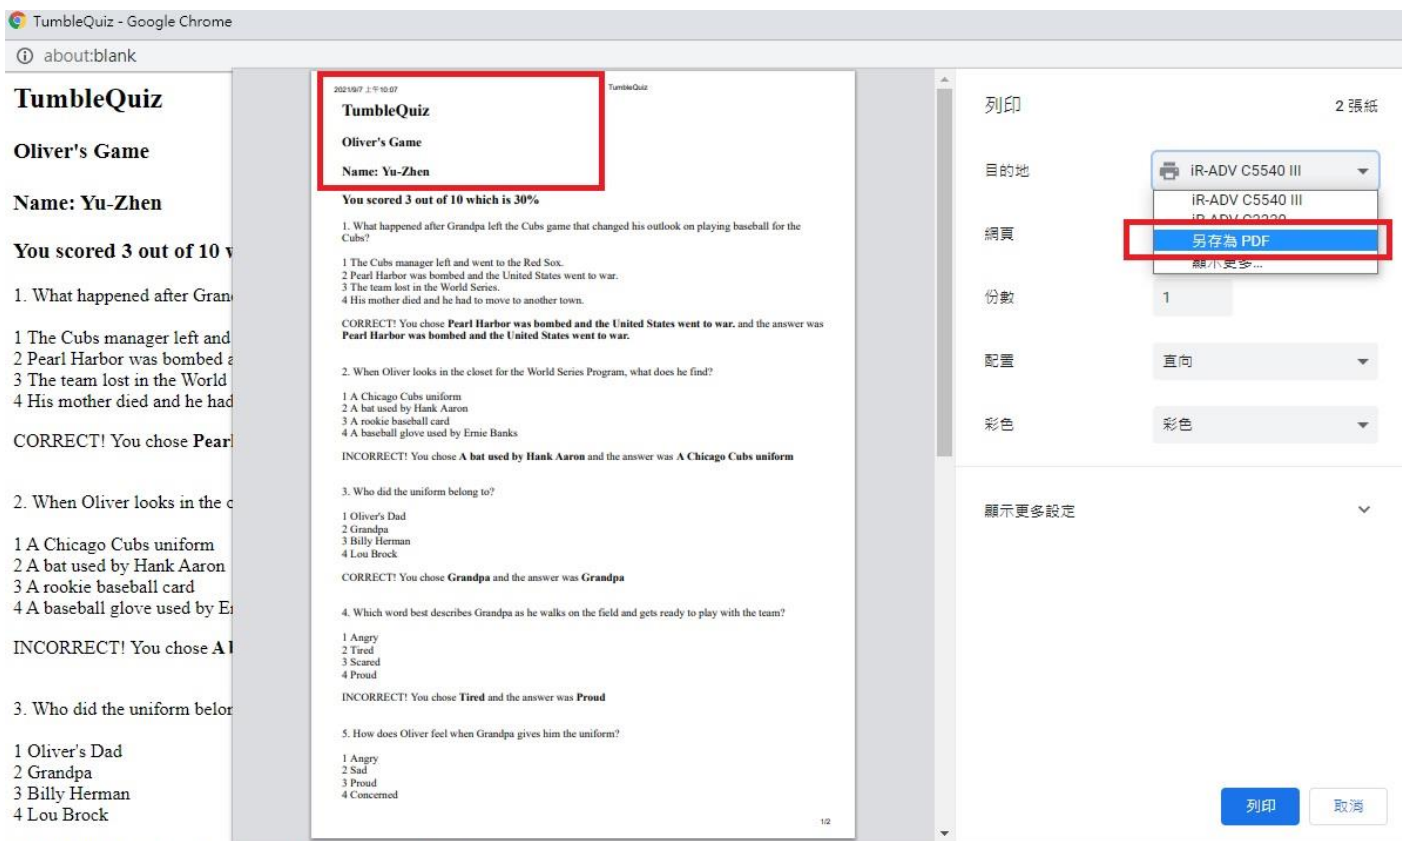 TumbleQuiz - Google Chrome
about:blank
TumbleQuiz
Oliver's Game
Name: Yu-Zhen
You scored 3 out of 10 w
1. What happened after Gran
1 The Cubs manager left and
2 Pearl Harbor was bombed a
3 The team lost in the World
4 His mother died and he had
CORRECT! You chose Pearl
2. When Oliver looks in the c
1 A Chicago Cubs uniform
2 A bat used by Hank Aaron
3 A rookie baseball card
4 A baseball glove used by Er
INCORRECT! You chose A b
3. Who did the uniform belon
1 Oliver's Dad
2 Grandpa
3 Billy Herman
4 Lou Brock
2021/9/7 上午10:07
TumbleQuiz
TumbleQuiz
Oliver's Game
Name: Yu-Zhen
You scored 3 out of 10 which is 30%
1. What happened after Grandpa left the Cubs game that changed his outlook on playing baseball for the
Cubs?
1 The Cubs manager left and went to the Red Sox.
2 Pearl Harbor was bombed and the United States went to war.
3 The team lost in the World Series.
4 His mother died and he had to move to another town.
CORRECT! You chose Pearl Harbor was bombed and the United States went to war. and the answer was
Pearl Harbor was bombed and the United States went to war.
2. When Oliver looks in the closet for the World Series Program, what does he find?
1 A Chicago Cubs uniform
2 A bat used by Hank Aaron
3 A rookie baseball card
4 A baseball glove used by Ernie Banks
INCORRECT! You chose A bat used by Hank Aaron and the answer was A Chicago Cubs uniform
3. Who did the uniform belong to?
1 Oliver's Dad
2 Grandpa
3 Billy Herman
4 Lou Brock
CORRECT! You chose Grandpa and the answer was Grandpa
4. Which word best describes Grandpa as he walks on the field and gets ready to play with the team?
1 Angry
2 Tired
3 Scared
4 Proud
INCORRECT! You chose Tired and the answer was Proud
5. How does Oliver feel when Grandpa gives him the uniform?
1 Angry
2 Sad
3 Proud
4 Concerned
1/2
列印
2 張紙
目的地
iR-ADV C5540 III
iR-ADV C5540 III
iR-ADV
另存為 PDF
顯示更多...
網頁
份數
1
配置
直向
彩色
彩色
顯示更多設定
列印
取消